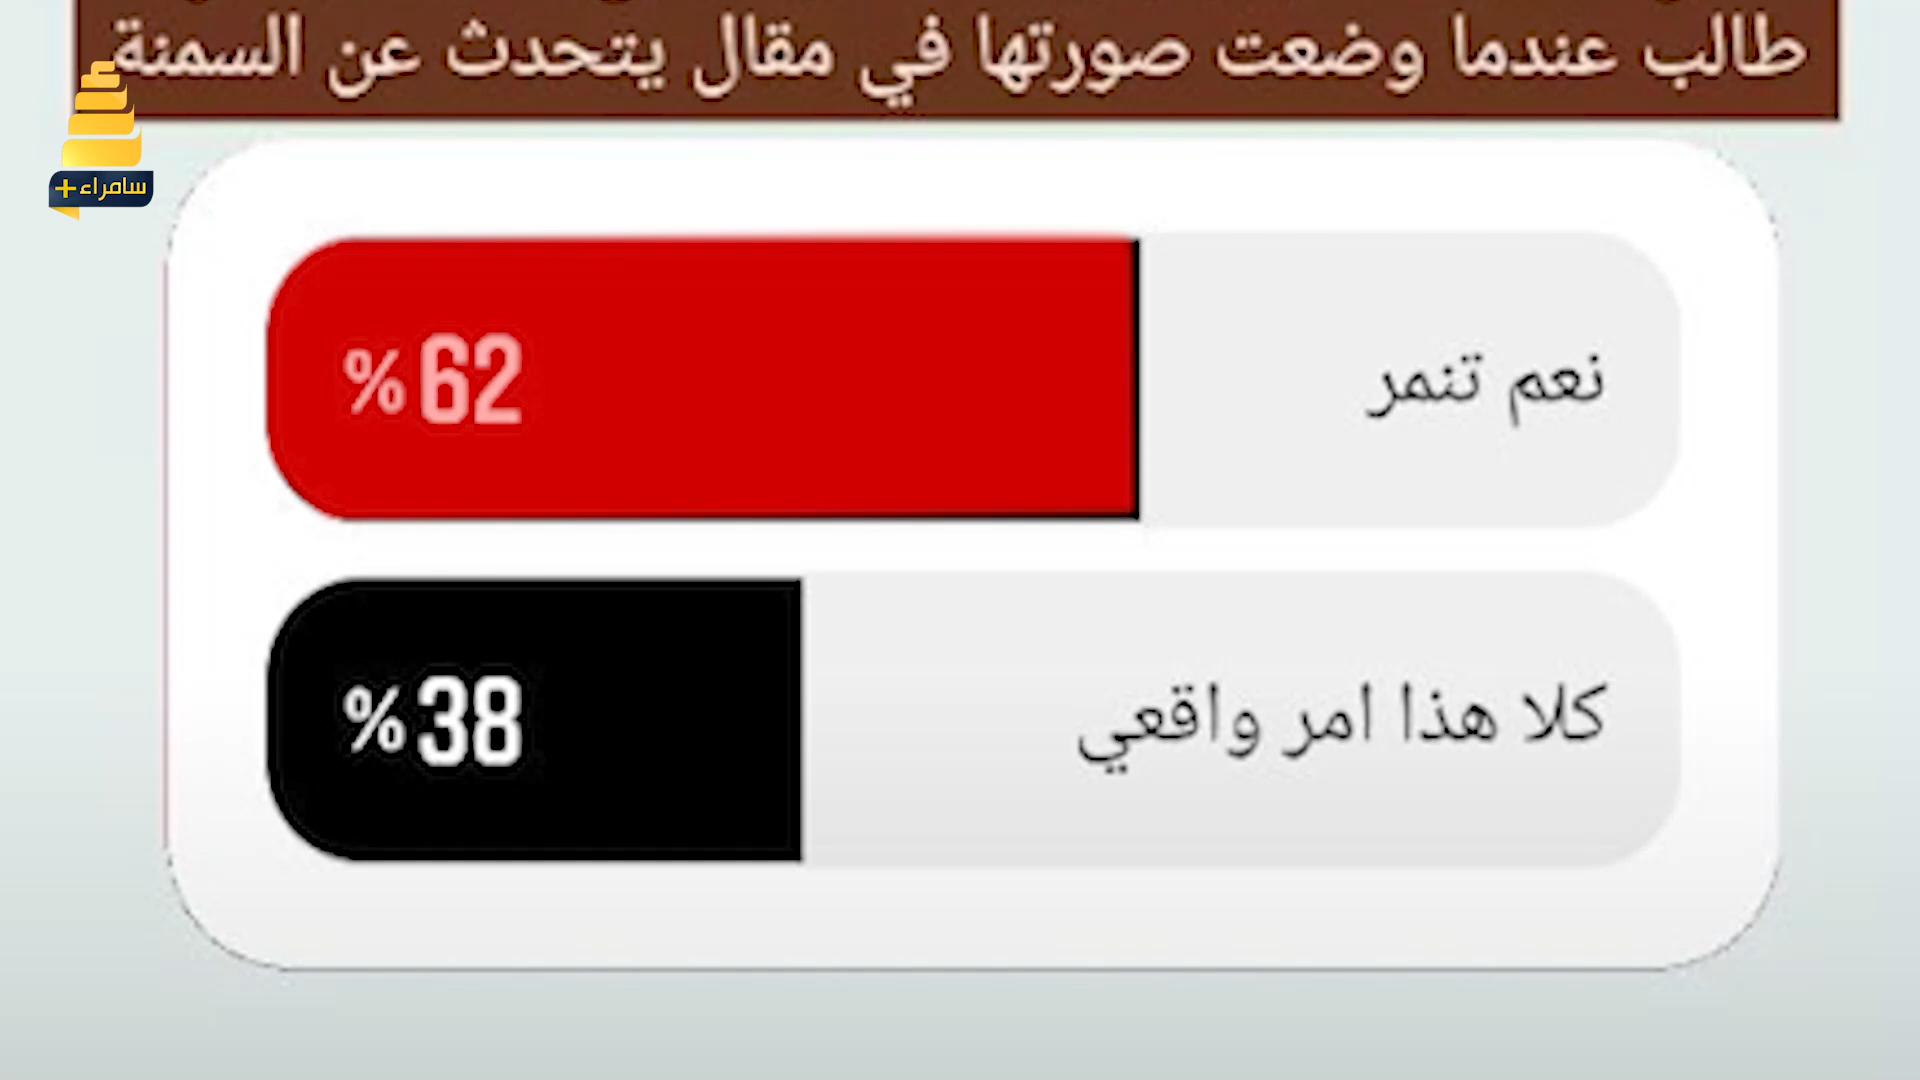 طالب عندما وضعت صورتها في مقال يتحدث عن السمنة
سامراء+
نعم تنمر
%62
كلا هذا امر واقعي
%38